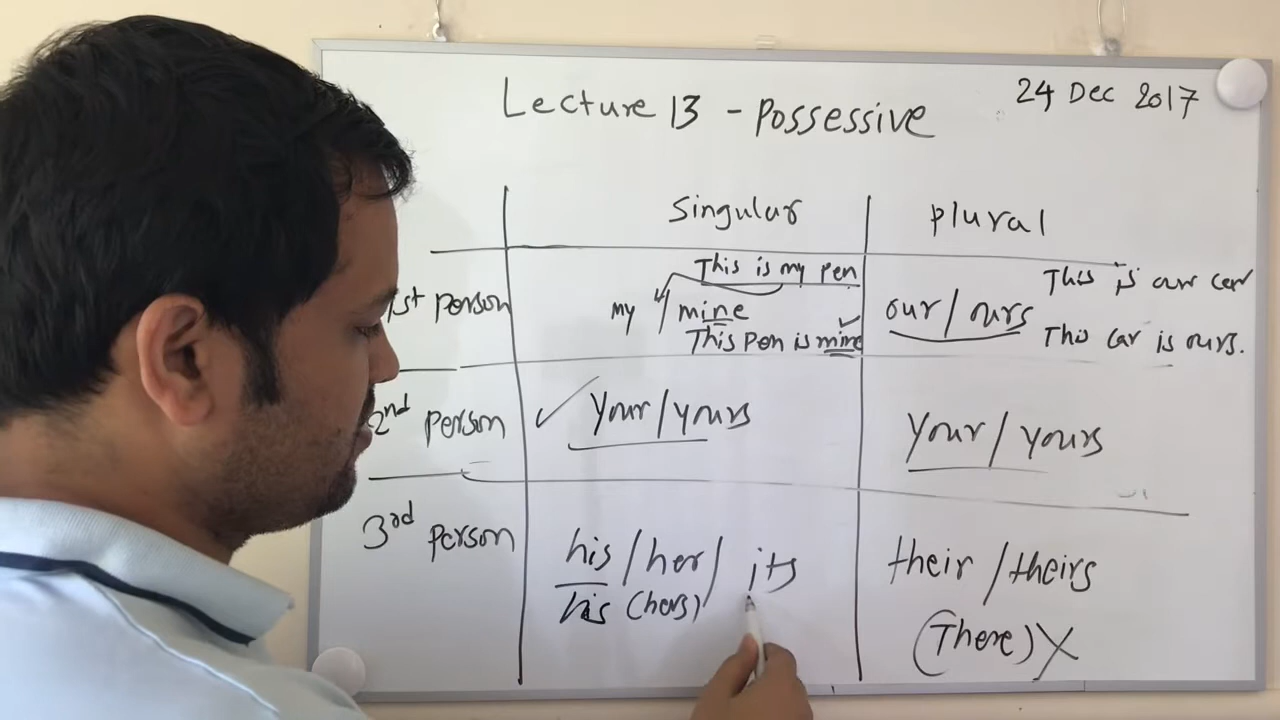 Lecture 13 - Possessive
24 Dec 2017
Singular
plural
1st person
This is my pen
my / mine
This Pen is mine
our / ours
This is our car
This car is ours.
2nd person
your / yours
your / yours
3rd person
his / her / its
his (hers)
their / theirs
(There) X